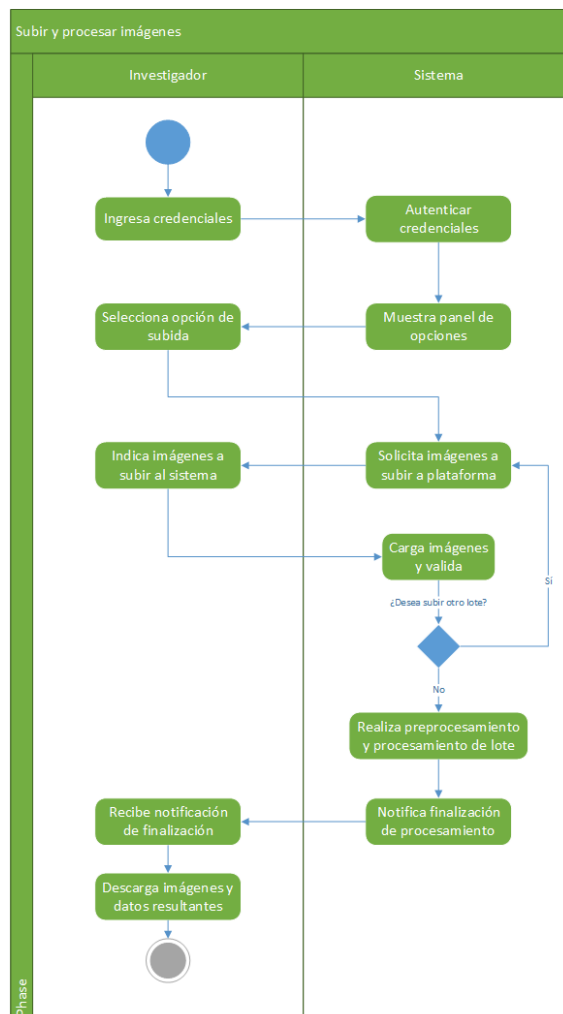 Subir y procesar imágenes
Investigador
Sistema
Ingresa credenciales
Autenticar
credenciales
Selecciona opción de
subida
Muestra panel de
opciones
Indica imágenes a
subir al sistema
Solicita imágenes a
subir a plataforma
Carga imágenes
y valida
Sí
¿Desea subir otro lote?
No
Realiza preprocesamiento
y procesamiento de lote
Recibe notificación
de finalización
Notifica finalización
de procesamiento
Descarga imágenes y
datos resultantes
Phase